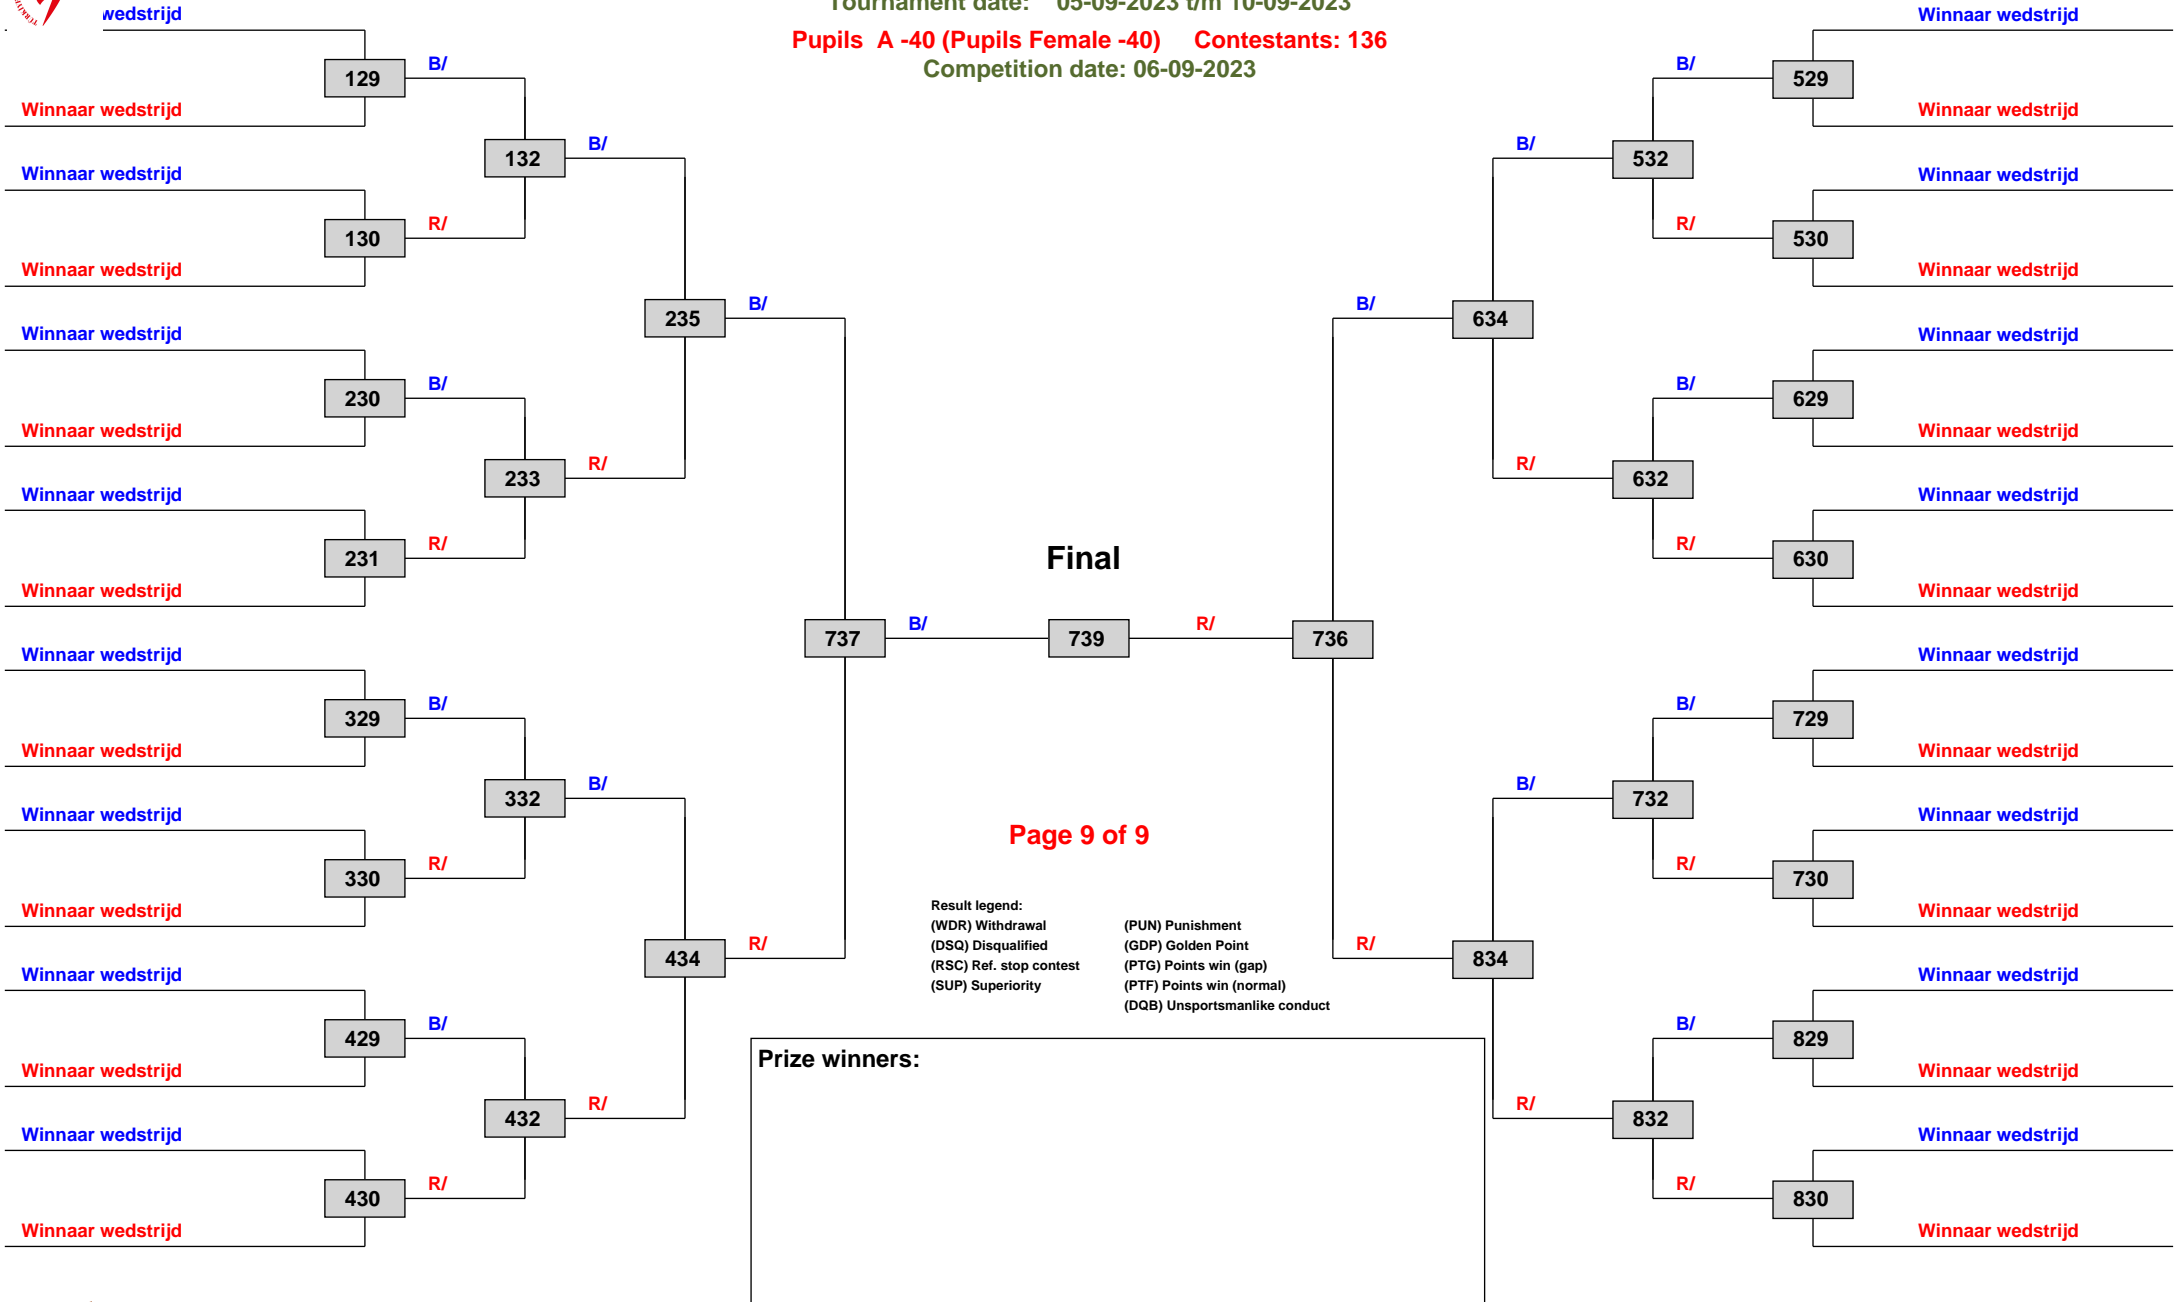 Tournament date: 05-09-2023 t/m 10-09-2023
Pupils A -40 (Pupils Female -40) Contestants: 136
Competition date: 06-09-2023
wedstrijd
129
B/
Winnaar wedstrijd
132
B/
Winnaar wedstrijd
130
R/
Winnaar wedstrijd
235
B/
Winnaar wedstrijd
230
B/
Winnaar wedstrijd
233
R/
Winnaar wedstrijd
231
R/
Winnaar wedstrijd
737
B/
Winnaar wedstrijd
329
B/
Winnaar wedstrijd
332
B/
Winnaar wedstrijd
330
R/
Winnaar wedstrijd
434
R/
Winnaar wedstrijd
429
B/
Winnaar wedstrijd
432
R/
Winnaar wedstrijd
430
R/
Winnaar wedstrijd
Final
739
R/
736
Winnaar wedstrijd
B/
529
Winnaar wedstrijd
B/
532
Winnaar wedstrijd
R/
530
Winnaar wedstrijd
B/
634
Winnaar wedstrijd
B/
629
Winnaar wedstrijd
R/
632
Winnaar wedstrijd
R/
630
Winnaar wedstrijd
Winnaar wedstrijd
B/
729
Winnaar wedstrijd
B/
732
Winnaar wedstrijd
R/
730
Winnaar wedstrijd
R/
834
Winnaar wedstrijd
B/
829
Winnaar wedstrijd
R/
832
Winnaar wedstrijd
R/
830
Winnaar wedstrijd
Page 9 of 9
Result legend:
(WDR) Withdrawal
(DSQ) Disqualified
(RSC) Ref. stop contest
(SUP) Superiority
(PUN) Punishment
(GDP) Golden Point
(PTG) Points win (gap)
(PTF) Points win (normal)
(DQB) Unsportsmanlike conduct
Prize winners: